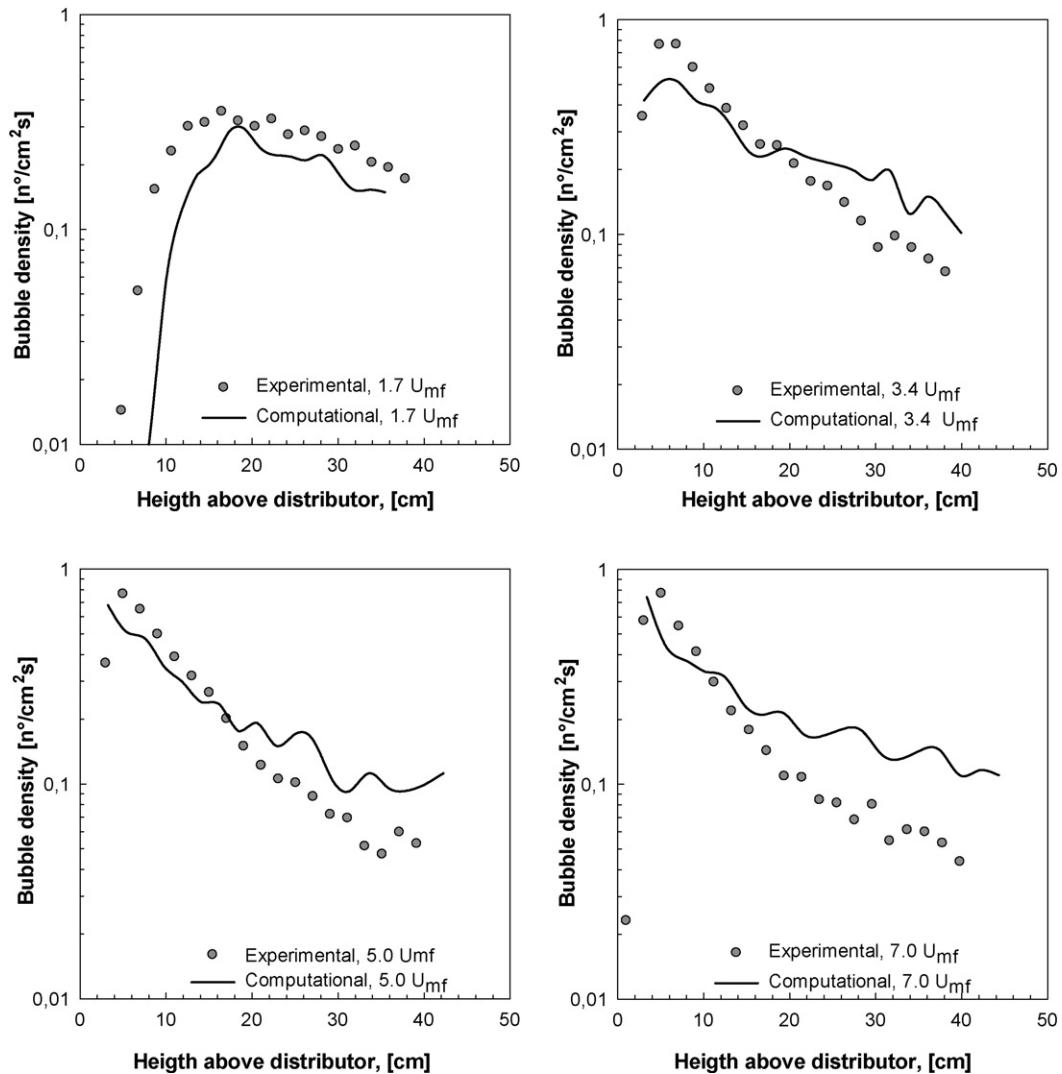 1
0,1
0,01
Bubble density [n°/cm2s]
Experimental, 1.7 Umf
Computational, 1.7 Umf
0 10 20 30 40 50
Heigth above distributor, [cm]
1
0,1
0,01
Bubble density [n°/cm2s]
Experimental, 3.4 Umf
Computational, 3.4 Umf
0 10 20 30 40 50
Height above distributor, [cm]
1
0,1
0,01
Bubble density [n°/cm2s]
Experimental, 5.0 Umf
Computational, 5.0 Umf
0 10 20 30 40 50
Heigth above distributor, [cm]
1
0,1
0,01
Bubble density [n°/cm2s]
Experimental, 7.0 Umf
Computational, 7.0 Umf
0 10 20 30 40 50
Heigth above distributor, [cm]